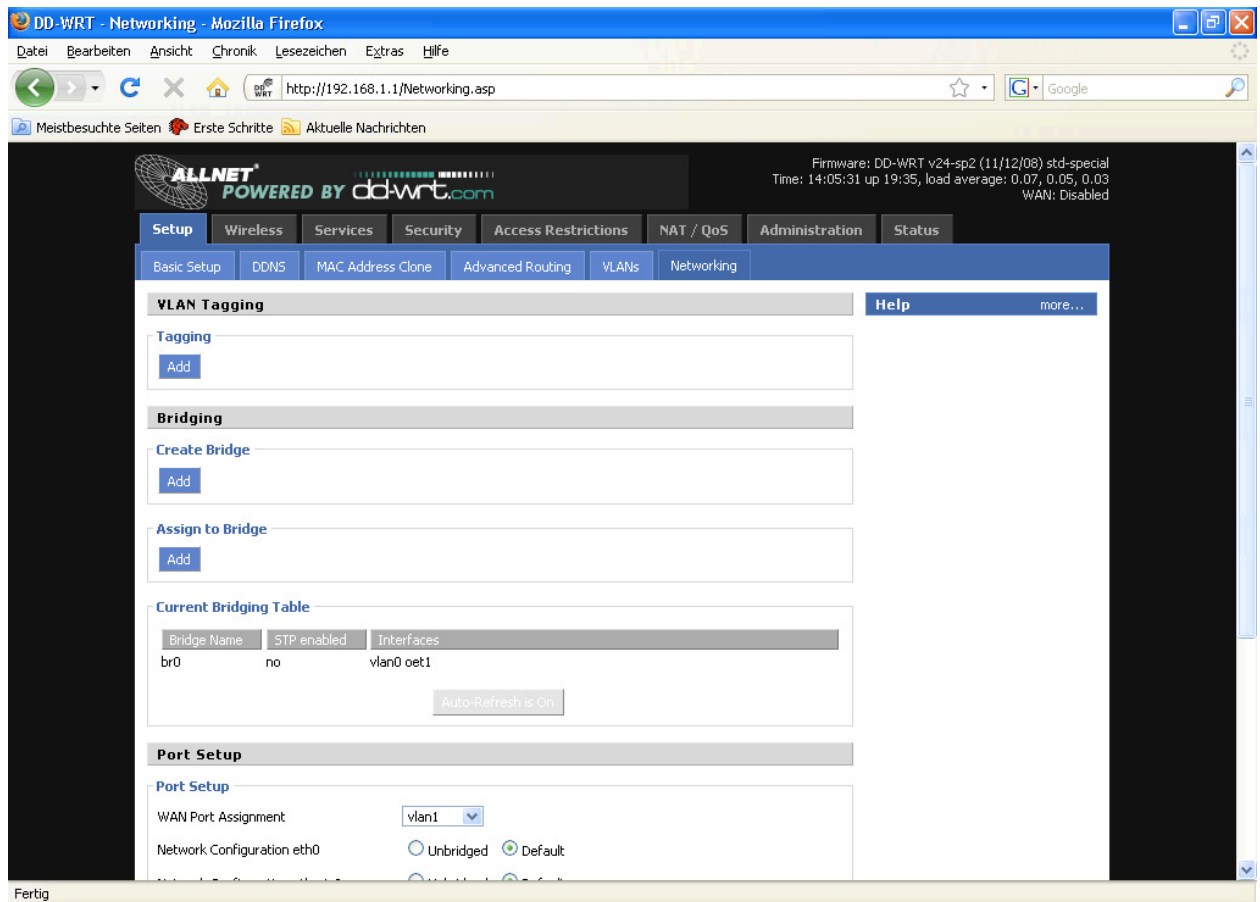 DD-WRT - Networking - Mozilla Firefox
Datei Bearbeiten Ansicht Chronik Lesezeichen Extras Hilfe
DD WRT http://192.168.1.1/Networking.asp G Google
Meistbesuchte Seiten Erste Schritte Aktuelle Nachrichten
ALLNET
POWERED BY dd-wrt.com
Firmware: DD-WRT v24-sp2 (11/12/08) std-special
Time: 14:05:31 up 19:35, load average: 0.07, 0.05, 0.03
WAN: Disabled
Setup Wireless Services Security Access Restrictions NAT / QoS Administration Status
Basic Setup DDNS MAC Address Clone Advanced Routing VLANs Networking
VLAN Tagging
Help more...
Tagging
Add
Bridging
Create Bridge
Add
Assign to Bridge
Add
Current Bridging Table
Bridge Name STP enabled Interfaces
br0 no vlan0 oet1
Auto-Refresh is On
Port Setup
Port Setup
WAN Port Assignment vlan1
Network Configuration eth0 Unbridged Default
Fertig